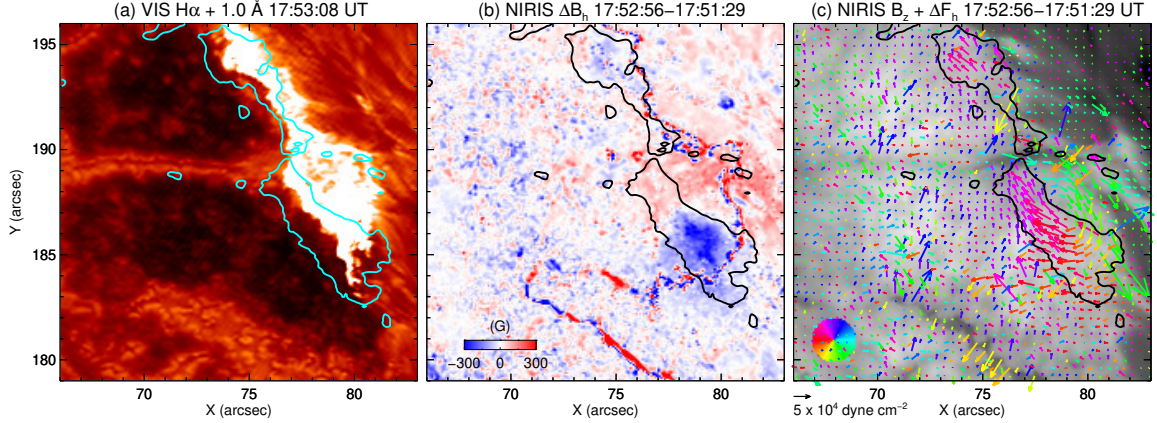 (a) VIS Hα + 1.0 Å 17:53:08 UT
(b) NIRIS ΔBh 17:52:56–17:51:29
(c) NIRIS Bz + ΔFh 17:52:56–17:51:29 UT
195
190
185
180
Y (arcsec)
(G)
−300 300
70 75 80
70 75 80
70 75 80
X (arcsec)
X (arcsec)
X (arcsec)
5 x 10⁴ dyne cm⁻²